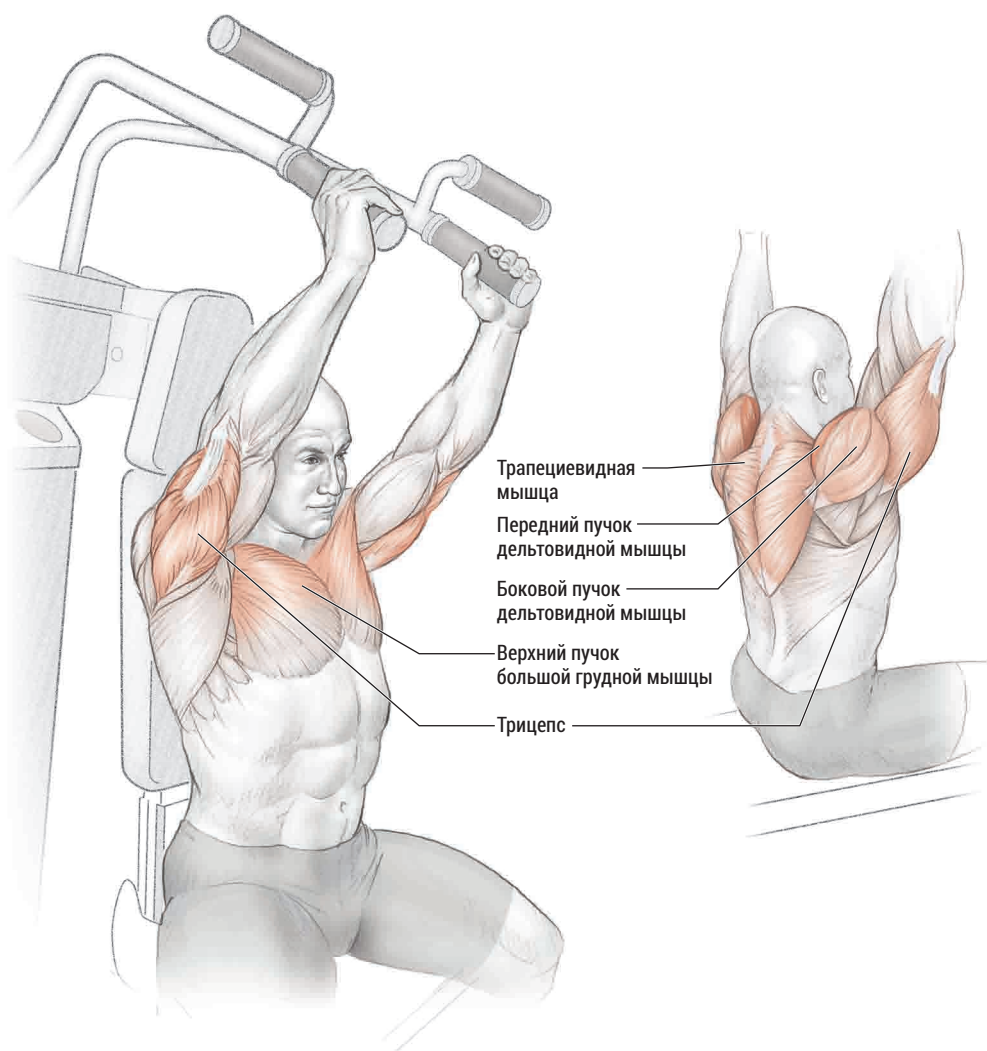 Трапециевидная
мышца
Передний пучок
дельтовидной мышцы
Боковой пучок
дельтовидной мышцы
Верхний пучок
большой грудной мышцы
Трицепс